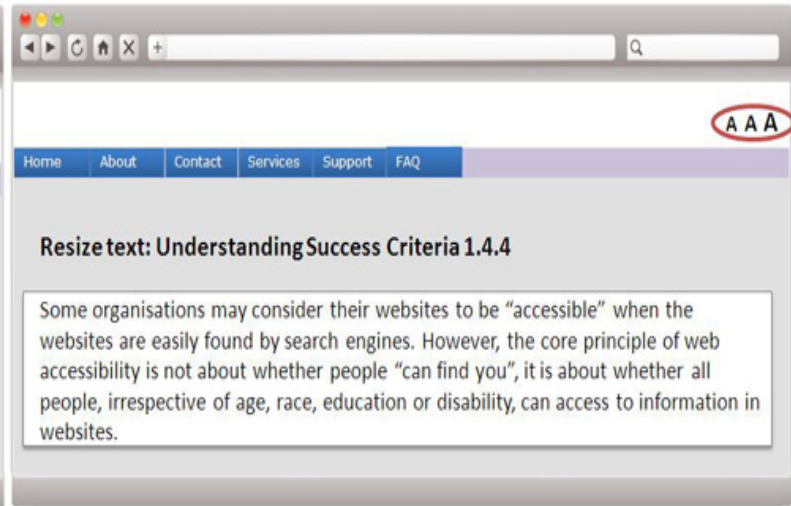 A A A
Home About Contact Services Support FAQ
Resize text: Understanding Success Criteria 1.4.4
Some organisations may consider their websites to be “accessible” when the
websites are easily found by search engines. However, the core principle of web
accessibility is not about whether people “can find you”, it is about whether all
people, irrespective of age, race, education or disability, can access to information in
websites.